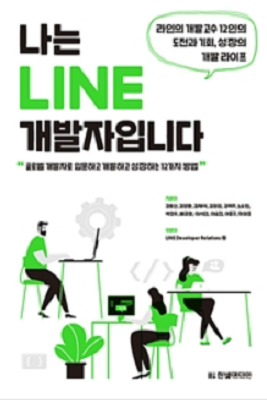 라인의 개발 고수 12인의
도전과 기회, 성장의
개발 라이프
나는
LINE
개발자입니다
"글로벌 개발자로 입문하고 개발하고 성장하는 12가지 방법"
LINE Developer Relations
한빛미디어